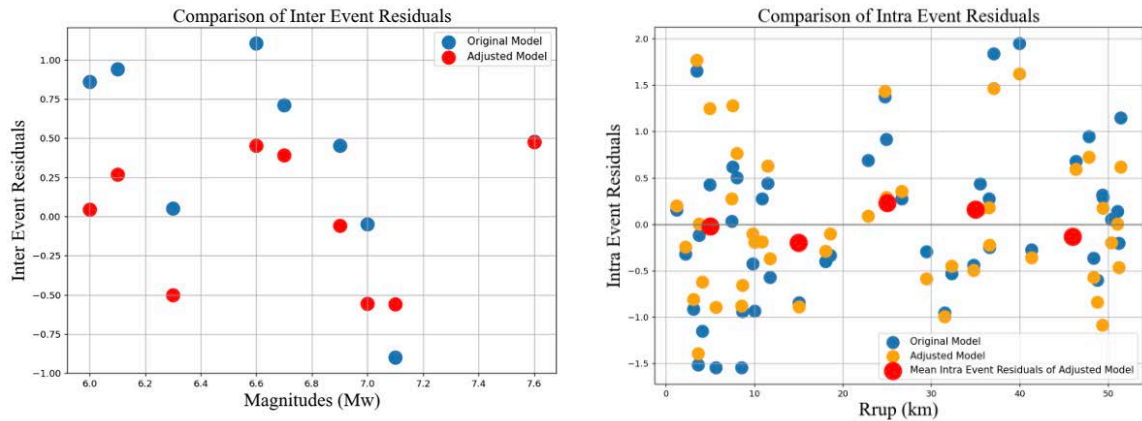 Comparison of Inter Event Residuals
Original Model
Adjusted Model
1.00
0.75
0.50
0.25
0.00
−0.25
−0.50
−0.75
−1.00
Inter Event Residuals
6.0 6.2 6.4 6.6 6.8 7.0 7.2 7.4 7.6
Magnitudes (Mw)
Comparison of Intra Event Residuals
2.0
1.5
1.0
0.5
0.0
−0.5
−1.0
−1.5
Intra Event Residuals
Original Model
Adjusted Model
Mean Intra Event Residuals of Adjusted Model
0 10 20 30 40 50
Rrup (km)